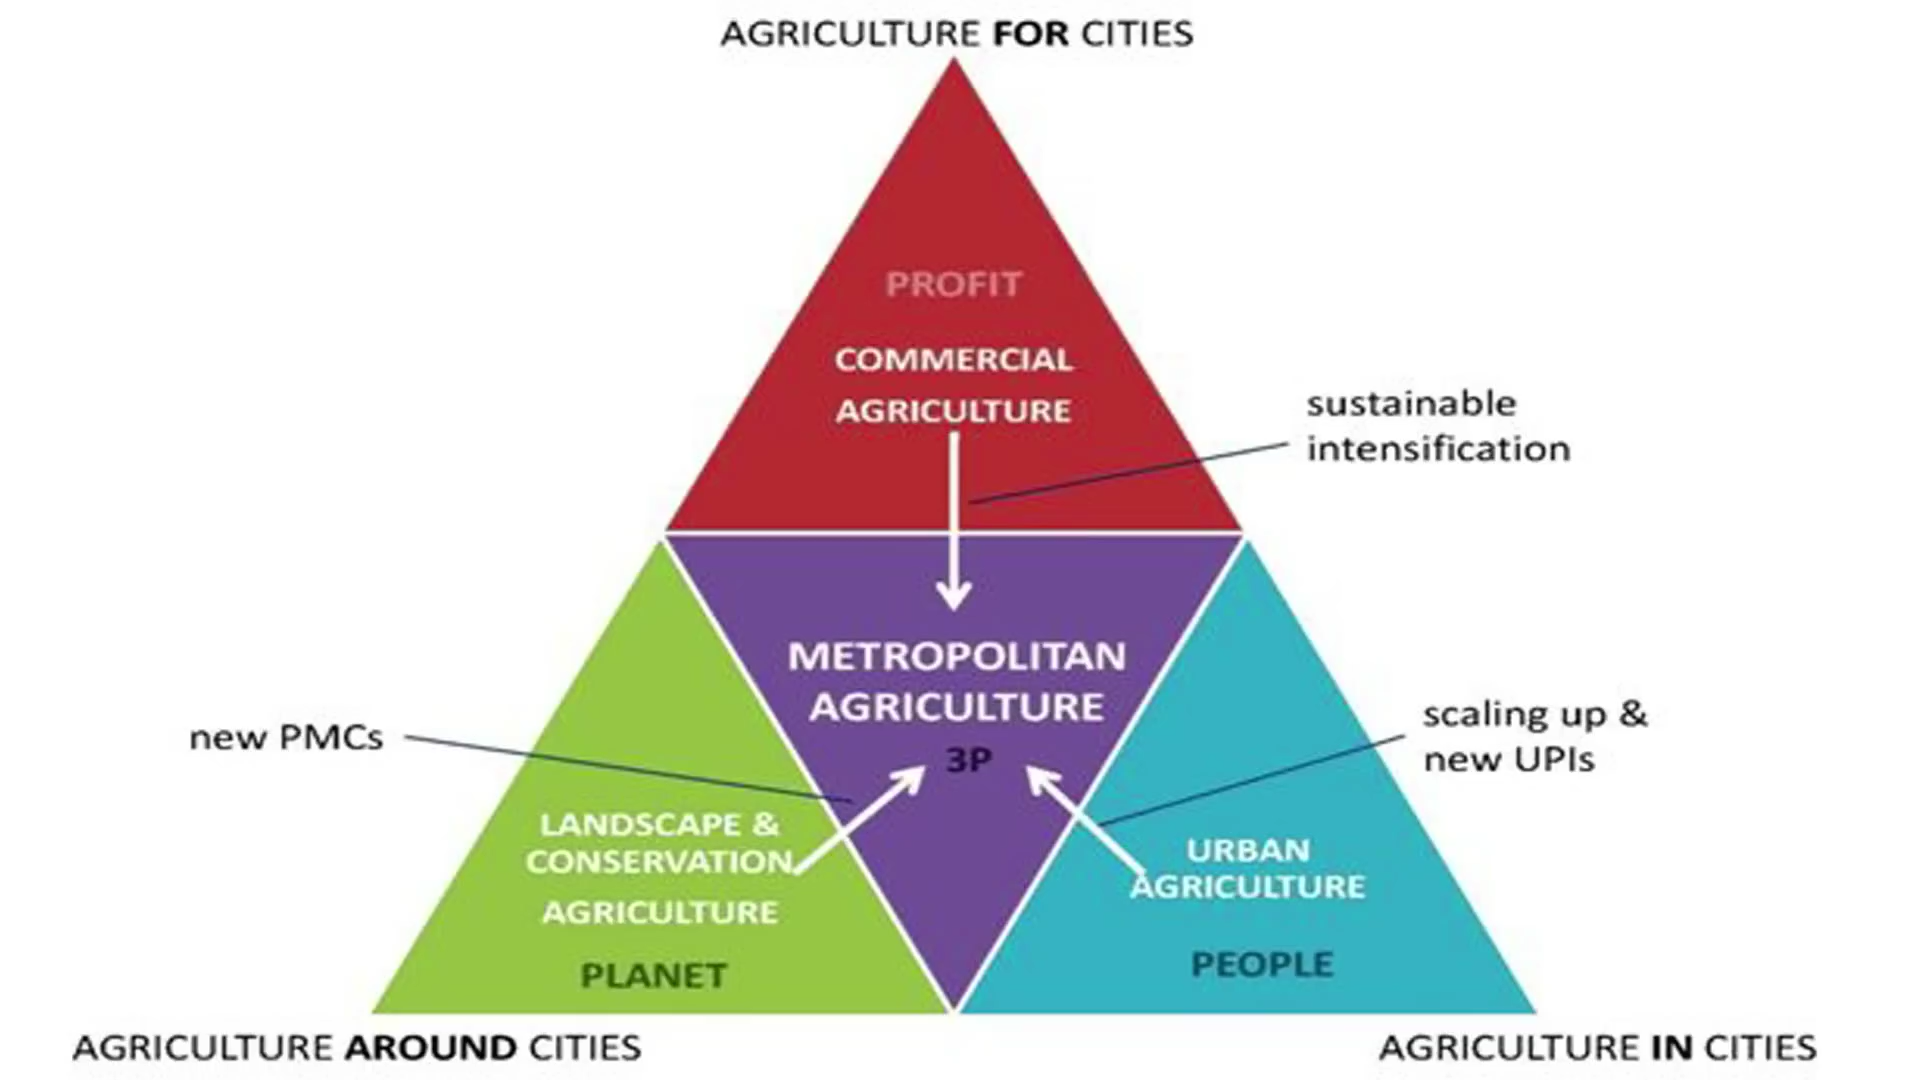 AGRICULTURE FOR CITIES
PROFIT
COMMERCIAL
AGRICULTURE
sustainable
intensification
METROPOLITAN
AGRICULTURE
3P
new PMCs
scaling up &
new UPIs
LANDSCAPE &
CONSERVATION
AGRICULTURE
PLANET
URBAN
AGRICULTURE
PEOPLE
AGRICULTURE AROUND CITIES
AGRICULTURE IN CITIES